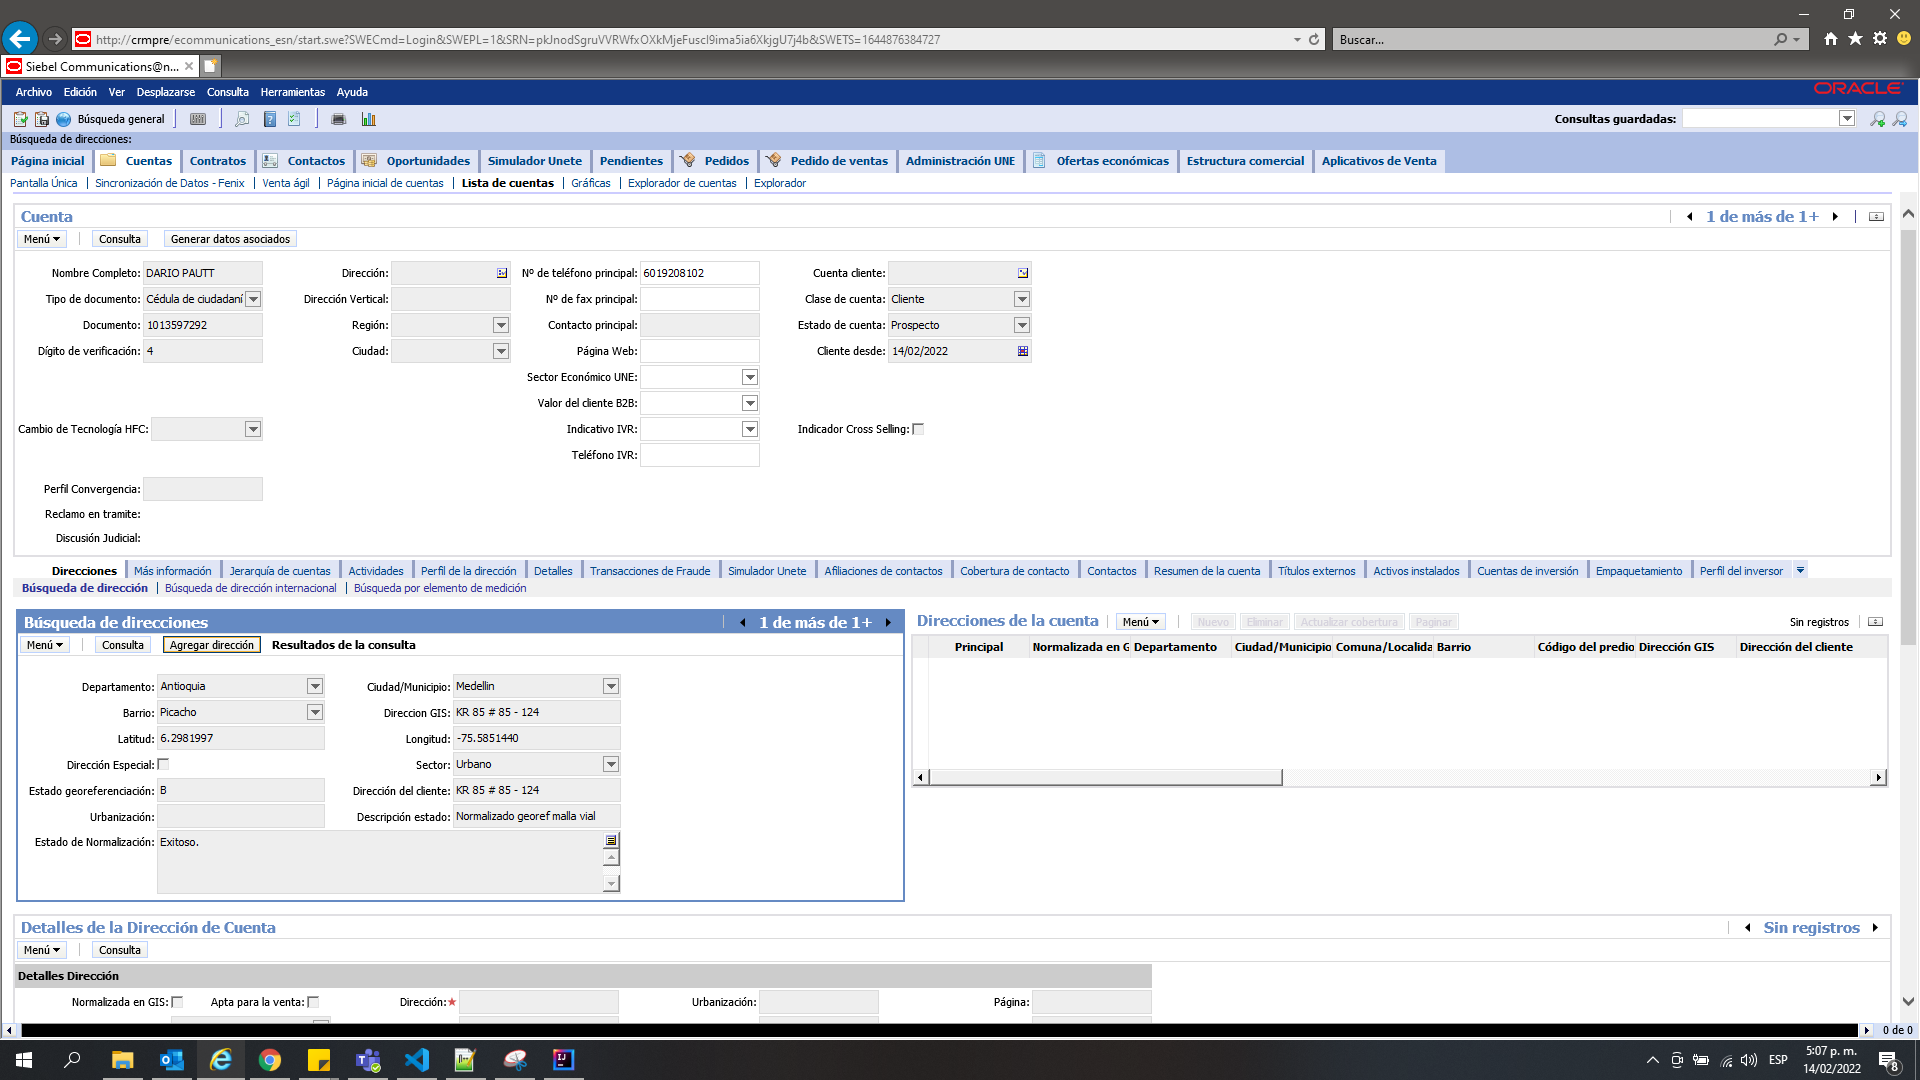 http://crmpre/ecommunications_esn/start.swe?SWECmd=Login&SWEPL=1&SRN=pkJnodSgruVVRWfxOXkMjeFuscI9ima5ia6XkjgU7j4b&SWETS=1644876384727
Buscar...
Siebel Communications@n...
Archivo Edición Ver Desplazarse Consulta Herramientas Ayuda
ORACLE
Búsqueda general
Consultas guardadas:
Búsqueda de direcciones:
Página inicial Cuentas Contratos Contactos Oportunidades Simulador Unete Pendientes Pedidos Pedido de ventas Administración UNE Ofertas económicas Estructura comercial Aplicativos de Venta
Pantalla Única Sincronización de Datos - Fenix Venta ágil Página inicial de cuentas Lista de cuentas Gráficas Explorador de cuentas Explorador
Cuenta 1 de más de 1+
Menú Consulta Generar datos asociados
Nombre Completo: DARIO PAUTT Dirección: Nº de teléfono principal: 6019208102 Cuenta cliente:
Tipo de documento: Cédula de ciudadaní Dirección Vertical: Nº de fax principal: Clase de cuenta: Cliente
Documento: 1013597292 Región: Contacto principal: Estado de cuenta: Prospecto
Dígito de verificación: 4 Ciudad: Página Web: Cliente desde: 14/02/2022
Sector Económico UNE:
Valor del cliente B2B:
Cambio de Tecnología HFC: Indicativo IVR: Indicador Cross Selling:
Teléfono IVR:
Perfil Convergencia:
Reclamo en tramite:
Discusión Judicial:
Direcciones Más información Jerarquía de cuentas Actividades Perfil de la dirección Detalles Transacciones de Fraude Simulador Unete Afiliaciones de contactos Cobertura de contacto Contactos Resumen de la cuenta Títulos externos Activos instalados Cuentas de inversión Empaquetamiento Perfil del inversor
Búsqueda de dirección Búsqueda de dirección internacional Búsqueda por elemento de medición
Búsqueda de direcciones 1 de más de 1+
Menú Consulta Agregar dirección Resultados de la consulta
Departamento: Antioquia Ciudad/Municipio: Medellin
Barrio: Picacho Direccion GIS: KR 85 # 85 - 124
Latitud: 6.2981997 Longitud: -75.5851440
Dirección Especial: Sector: Urbano
Estado georeferenciación: B Dirección del cliente: KR 85 # 85 - 124
Urbanización: Descripción estado: Normalizado georef malla vial
Estado de Normalización: Exitoso.
Direcciones de la cuenta Menú Nuevo Eliminar Actualizar cobertura Paginar Sin registros
Principal Normalizada en G Departamento Ciudad/Municipio Comuna/Localida Barrio Código del predio Dirección GIS Dirección del cliente
Detalles de la Dirección de Cuenta Sin registros
Menú Consulta
Detalles Dirección
Normalizada en GIS: Apta para la venta: Dirección:★ Urbanización: Página:
0 de 0
ESP
5:07 p. m.
14/02/2022
8